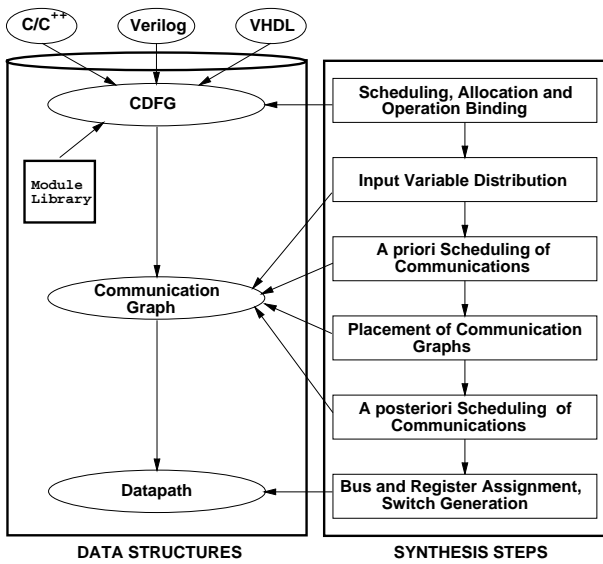 C/C++
Verilog
VHDL
CDFG
Module
Library
Communication
Graph
Datapath
DATA STRUCTURES
Scheduling, Allocation and
Operation Binding
Input Variable Distribution
A priori Scheduling of
Communications
Placement of Communication
Graphs
A posteriori Scheduling of
Communications
Bus and Register Assignment,
Switch Generation
SYNTHESIS STEPS